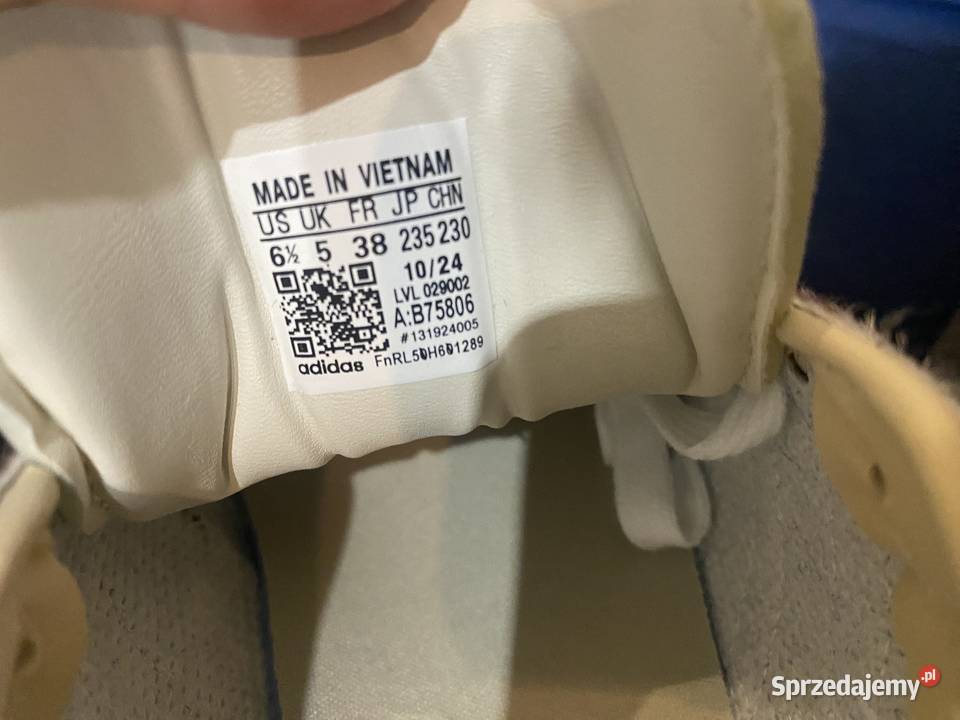 MADE IN VIETNAM
US UK FR JP CHN
6½ 5 38 235 230
10/24
LVL 029002
A:B75806
#131924005
adidas FnRL50H601289
Sprzedajemy.pl